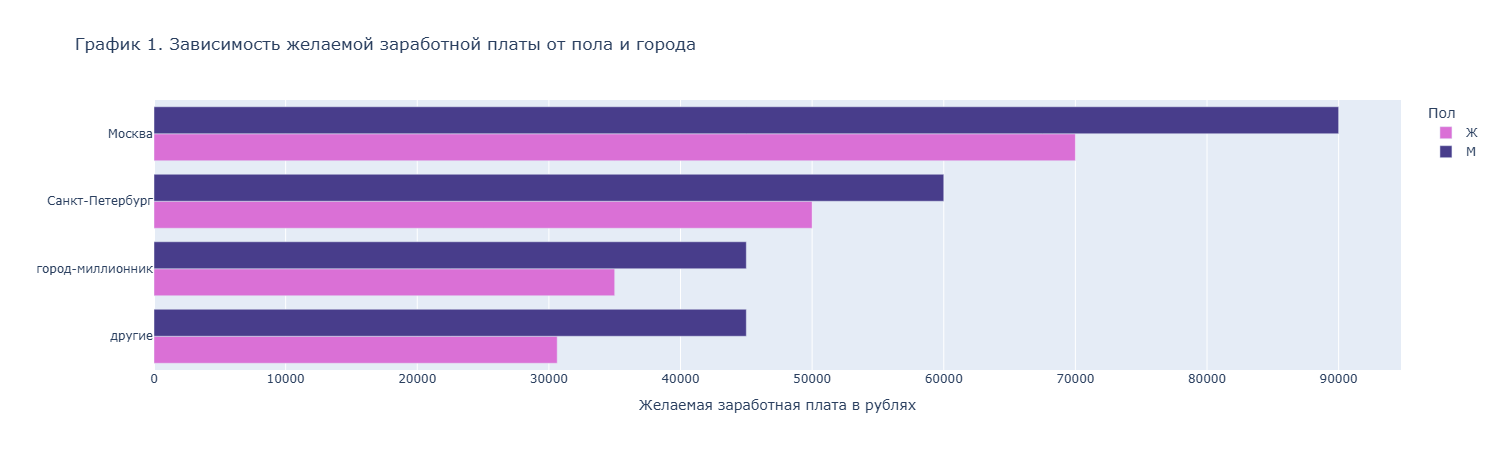 График 1. Зависимость желаемой заработной платы от пола и города
Пол
Ж
М
Москва
Санкт-Петербург
город-миллионник
другие
0 10000 20000 30000 40000 50000 60000 70000 80000 90000
Желаемая заработная плата в рублях